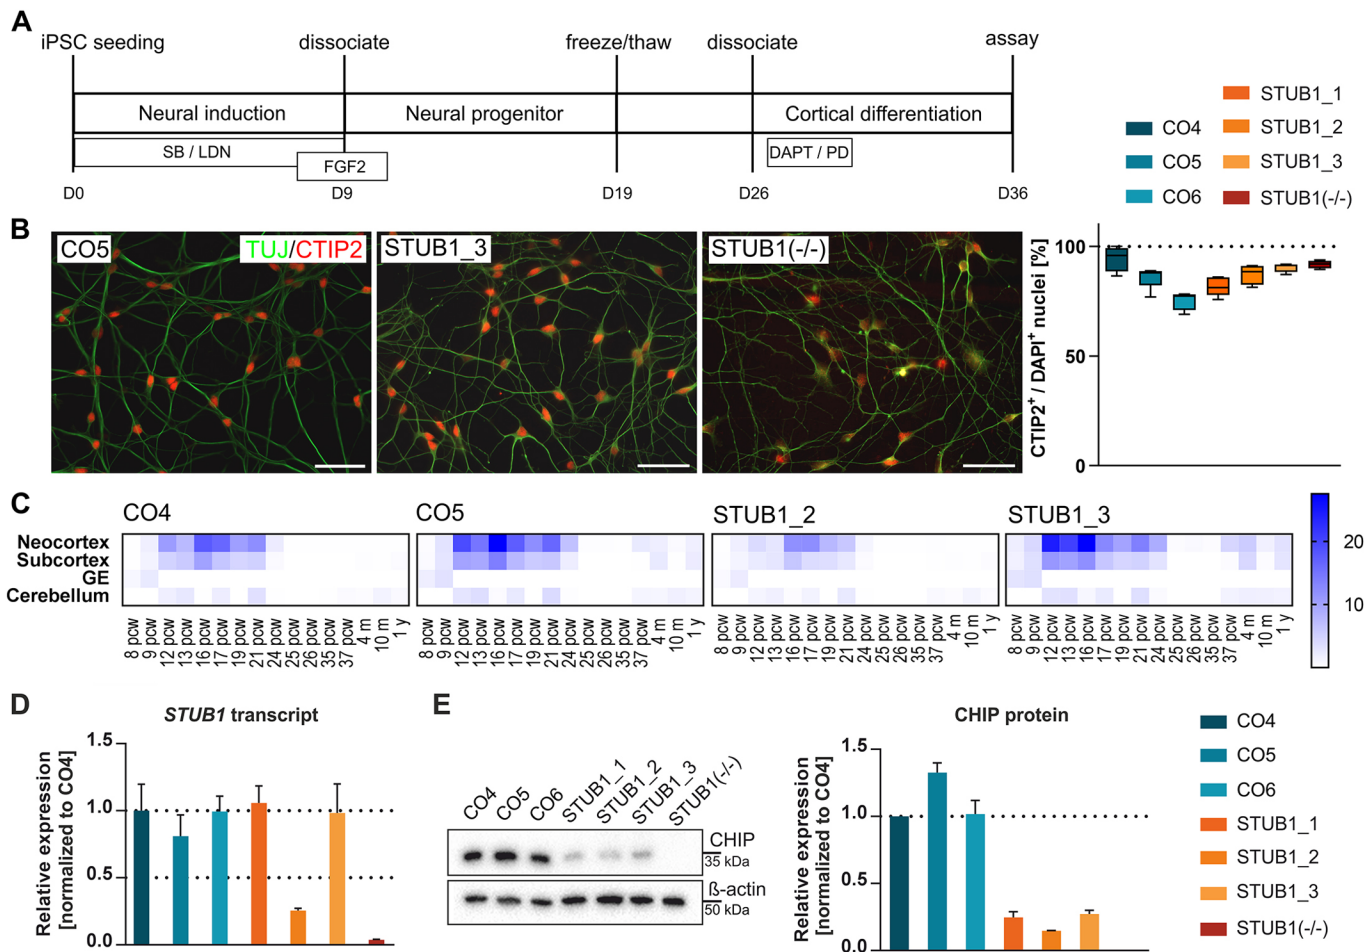 A
iPSC seeding dissociate freeze/thaw dissociate assay
Neural induction Neural progenitor Cortical differentiation
SB / LDN
FGF2
DAPT / PD
D0 D9 D19 D26 D36
CO4
CO5
CO6
STUB1_1
STUB1_2
STUB1_3
STUB1(-/-)
B
CO5
TUJ/CTIP2
STUB1_3
STUB1(-/-)
CTIP2+ / DAPI+ nuclei [%]
100
50
0
C
CO4 CO5 STUB1_2 STUB1_3
Neocortex
Subcortex
GE
Cerebellum
8 pcw 9 pcw 12 pcw 13 pcw 16 pcw 17 pcw 19 pcw 21 pcw 24 pcw 25 pcw 26 pcw 35 pcw 37 pcw 4 m 10 m 1 y
8 pcw 9 pcw 12 pcw 13 pcw 16 pcw 17 pcw 19 pcw 21 pcw 24 pcw 25 pcw 26 pcw 35 pcw 37 pcw 4 m 10 m 1 y
8 pcw 9 pcw 12 pcw 13 pcw 16 pcw 17 pcw 19 pcw 21 pcw 24 pcw 25 pcw 26 pcw 35 pcw 37 pcw 4 m 10 m 1 y
8 pcw 9 pcw 12 pcw 13 pcw 16 pcw 17 pcw 19 pcw 21 pcw 24 pcw 25 pcw 26 pcw 35 pcw 37 pcw 4 m 10 m 1 y
20
10
D
STUB1 transcript
Relative expression
[normalized to CO4]
1.5
1.0
0.5
0.0
E
CO4 CO5 CO6 STUB1_1 STUB1_2 STUB1_3 STUB1(-/-)
CHIP
35 kDa
ß-actin
50 kDa
CHIP protein
Relative expression
[normalized to CO4]
1.5
1.0
0.5
0.0
CO4
CO5
CO6
STUB1_1
STUB1_2
STUB1_3
STUB1(-/-)